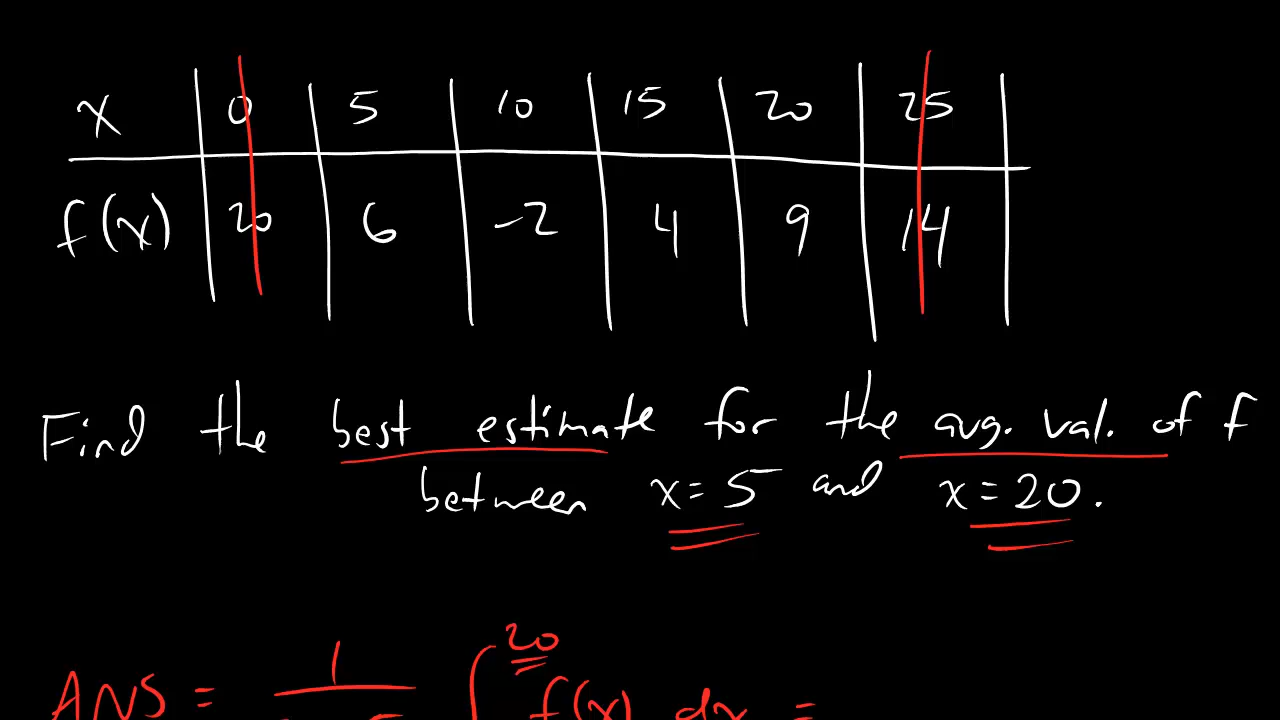 x 0 5 10 15 20 25
f(x) 20 6 -2 4 9 14
Find the best estimate for the avg. val. of f
between x = 5 and x = 20.
20
ANS = 1 ∫ f(x) dx =